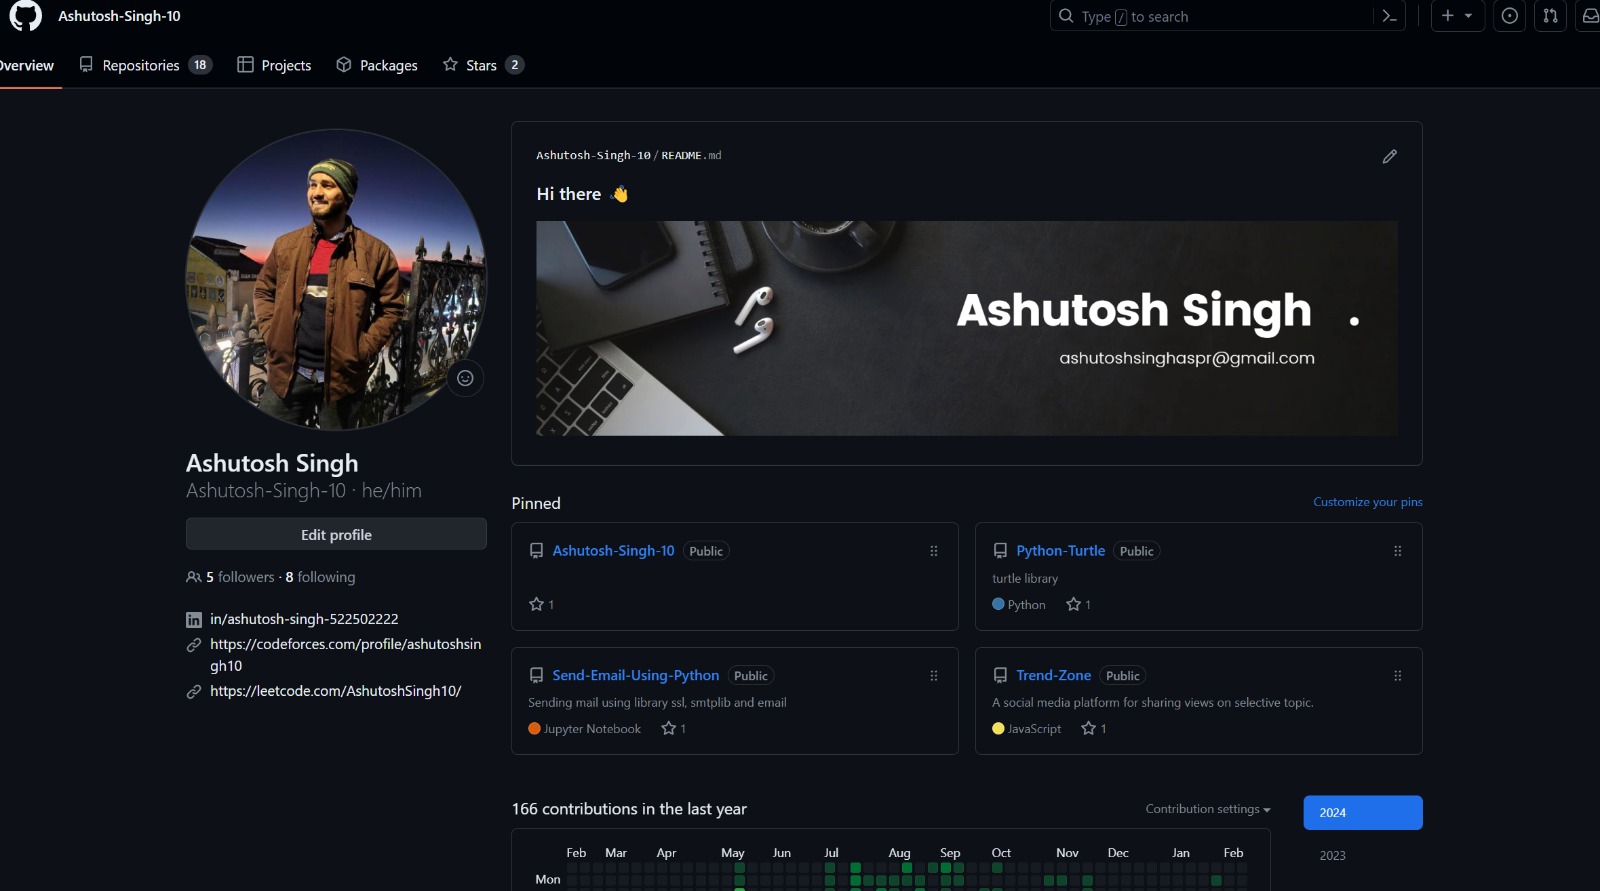 Ashutosh-Singh-10
Type / to search
Overview
Repositories 18
Projects
Packages
Stars 2
Ashutosh-Singh-10 / README.md
Hi there 👋
Ashutosh Singh .
ashutoshsinghaspr@gmail.com
Ashutosh Singh
Ashutosh-Singh-10 · he/him
Edit profile
5 followers · 8 following
in/ashutosh-singh-522502222
https://codeforces.com/profile/ashutoshsin
gh10
https://leetcode.com/AshutoshSingh10/
Pinned
Customize your pins
Ashutosh-Singh-10 Public
1
Python-Turtle Public
turtle library
Python 1
Send-Email-Using-Python Public
Sending mail using library ssl, smtplib and email
Jupyter Notebook 1
Trend-Zone Public
A social media platform for sharing views on selective topic.
JavaScript 1
166 contributions in the last year
Contribution settings
2024
2023
Feb Mar Apr May Jun Jul Aug Sep Oct Nov Dec Jan Feb
Mon